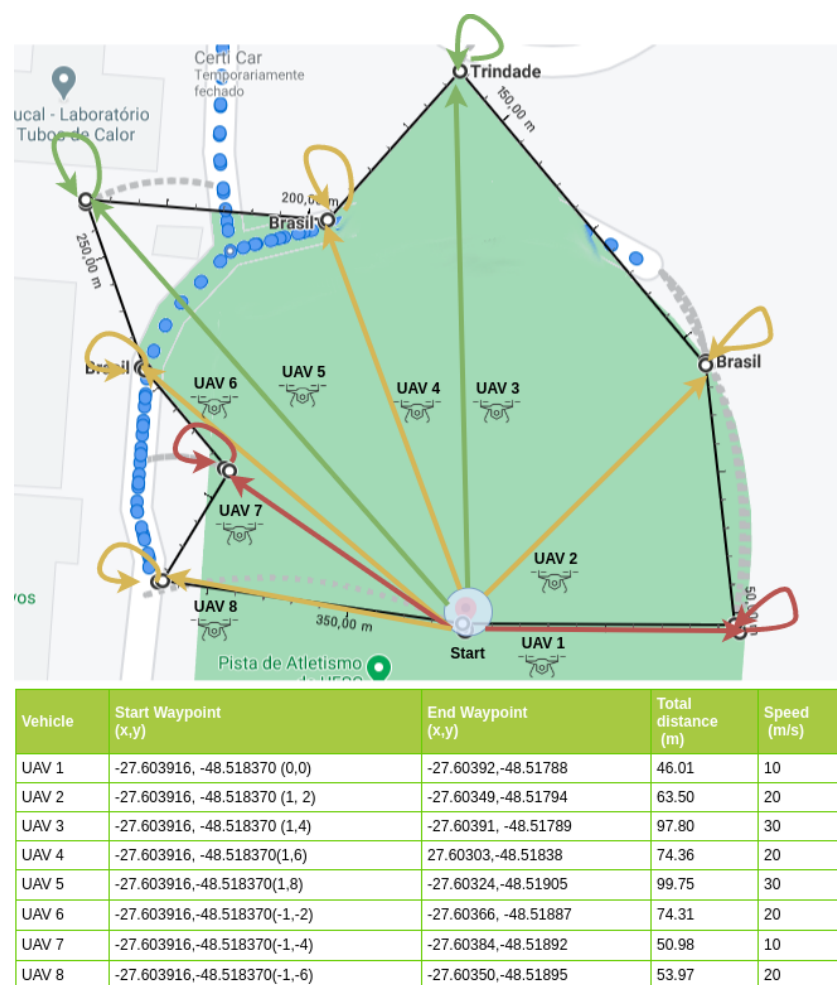 Certi Car
Temporariamente
fechado
Trindade
150,00 m
ucal - Laboratório
Tubos de Calor
200,00 m
Brasil
250,00 m
Brasil
Brasil
UAV 6
UAV 5
UAV 4
UAV 3
UAV 7
UAV 2
UAV 8
vos
350,00 m
Start
UAV 1
Pista de Atletismo
Vehicle Start Waypoint (x,y) End Waypoint (x,y) Total distance (m) Speed (m/s)
UAV 1 -27.603916, -48.518370 (0,0) -27.60392,-48.51788 46.01 10
UAV 2 -27.603916, -48.518370 (1, 2) -27.60349,-48.51794 63.50 20
UAV 3 -27.603916, -48.518370 (1,4) -27.60391, -48.51789 97.80 30
UAV 4 -27.603916, -48.518370(1,6) 27.60303,-48.51838 74.36 20
UAV 5 -27.603916,-48.518370(1,8) -27.60324,-48.51905 99.75 30
UAV 6 -27.603916,-48.518370(-1,-2) -27.60366, -48.51887 74.31 20
UAV 7 -27.603916,-48.518370(-1,-4) -27.60384,-48.51892 50.98 10
UAV 8 -27.603916,-48.518370(-1,-6) -27.60350,-48.51895 53.97 20